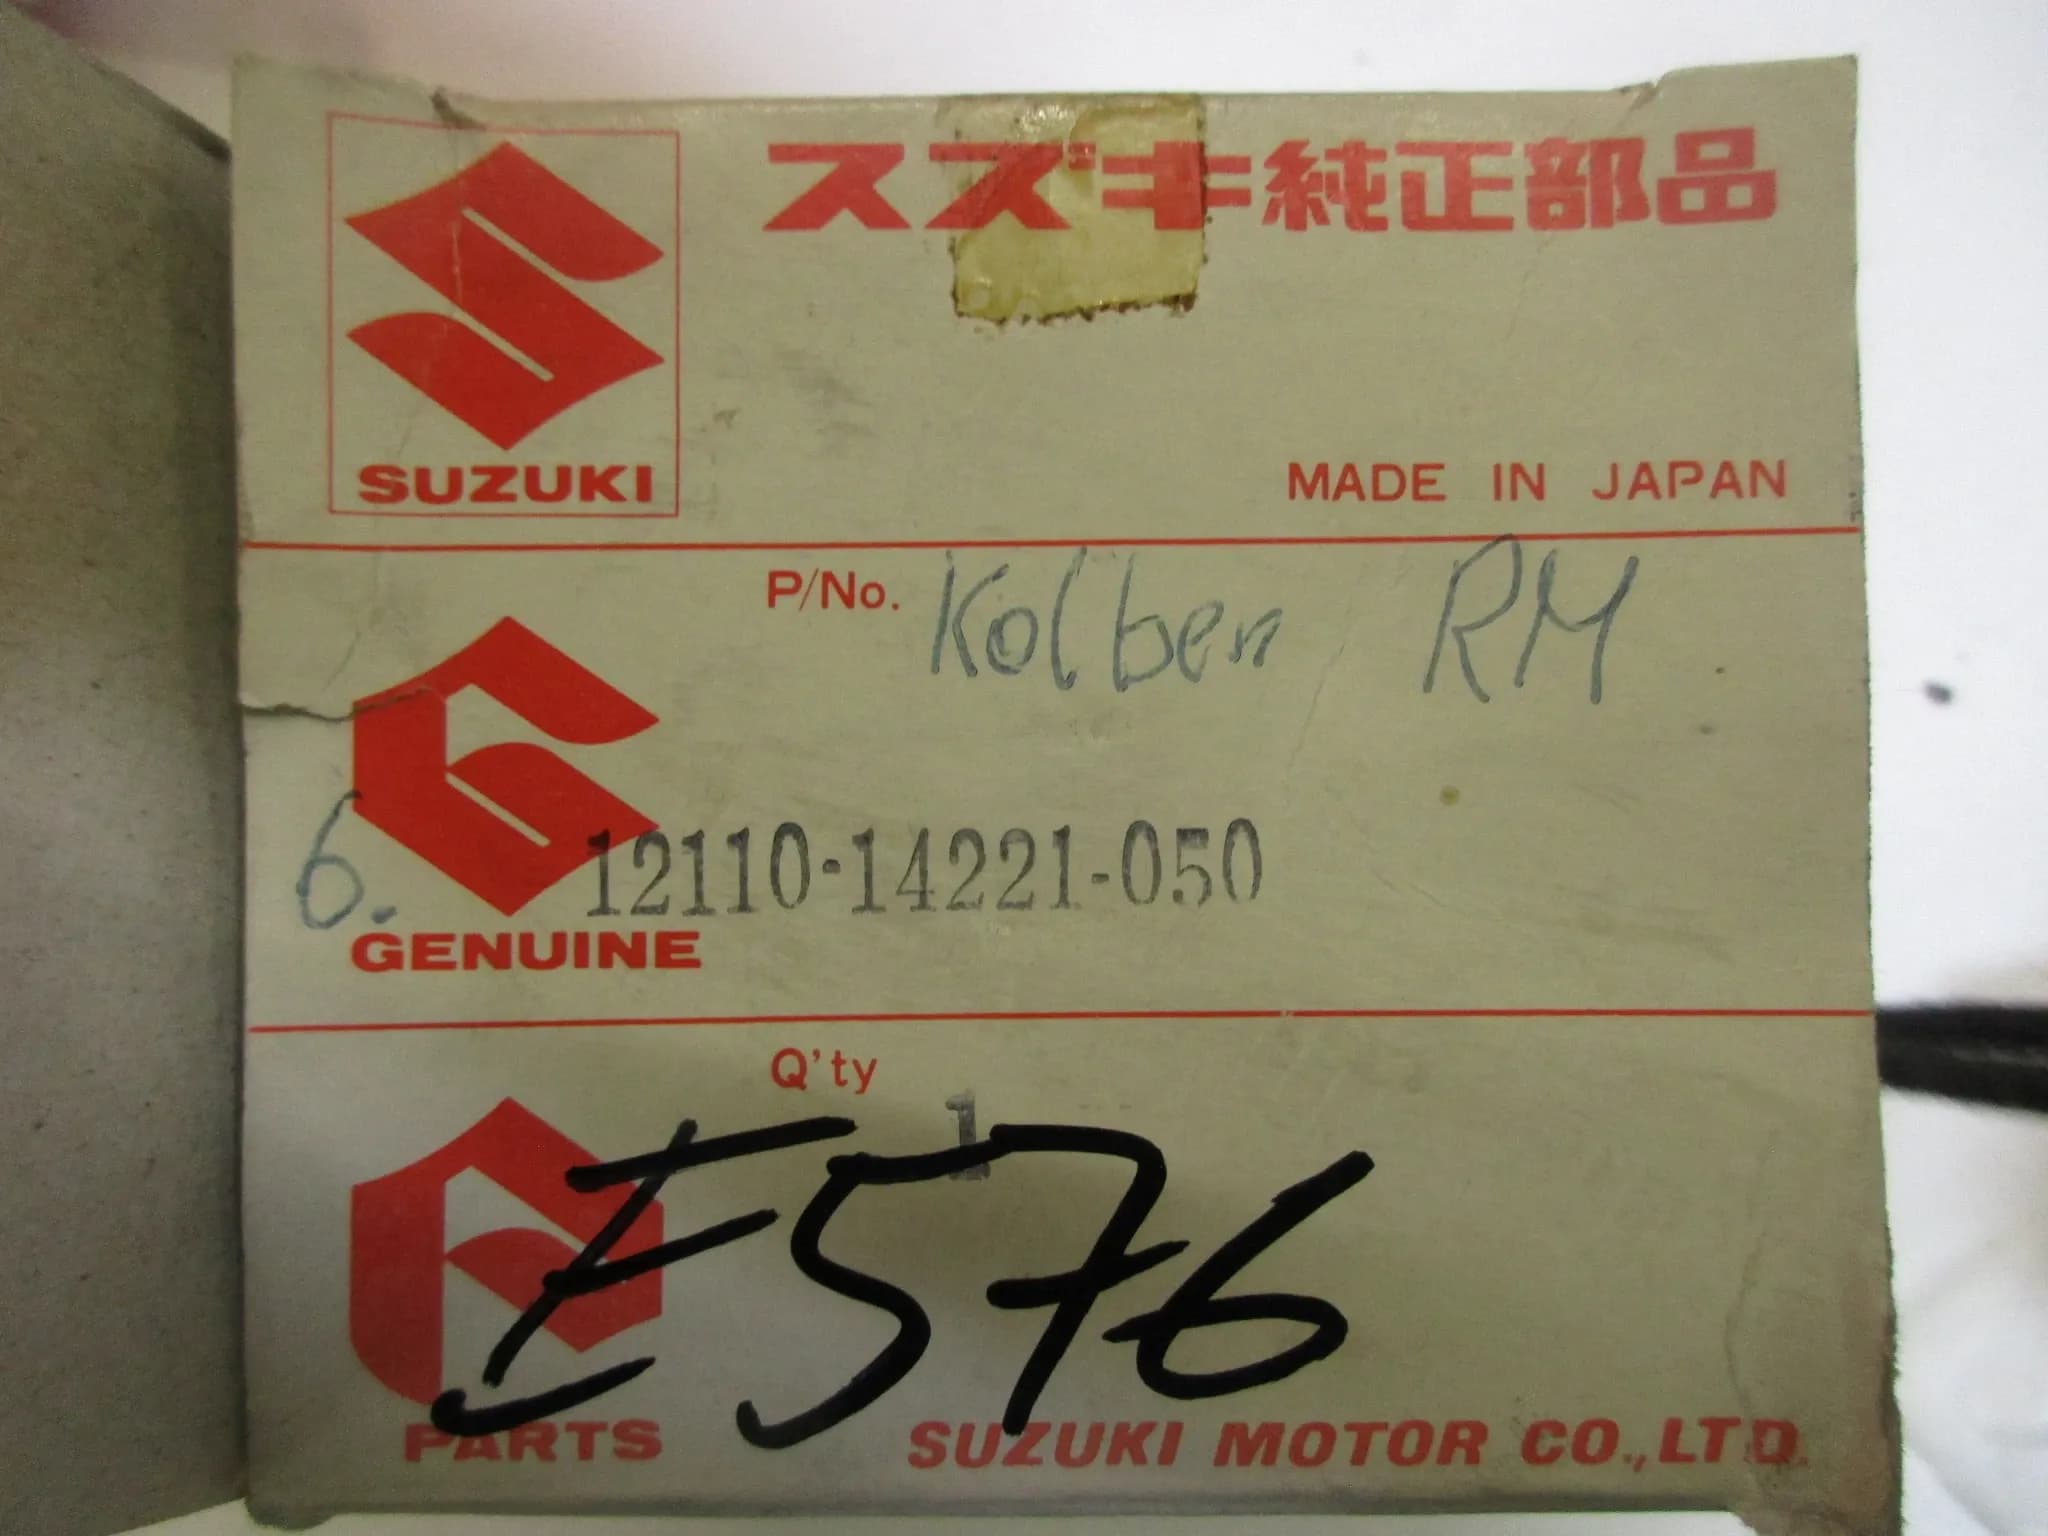 スズキ純正部品
SUZUKI
MADE IN JAPAN
P/No. Kolben RM
6.
12110-14221-050
GENUINE
Q'ty
1
E576
PARTS
SUZUKI MOTOR CO.,LTD.